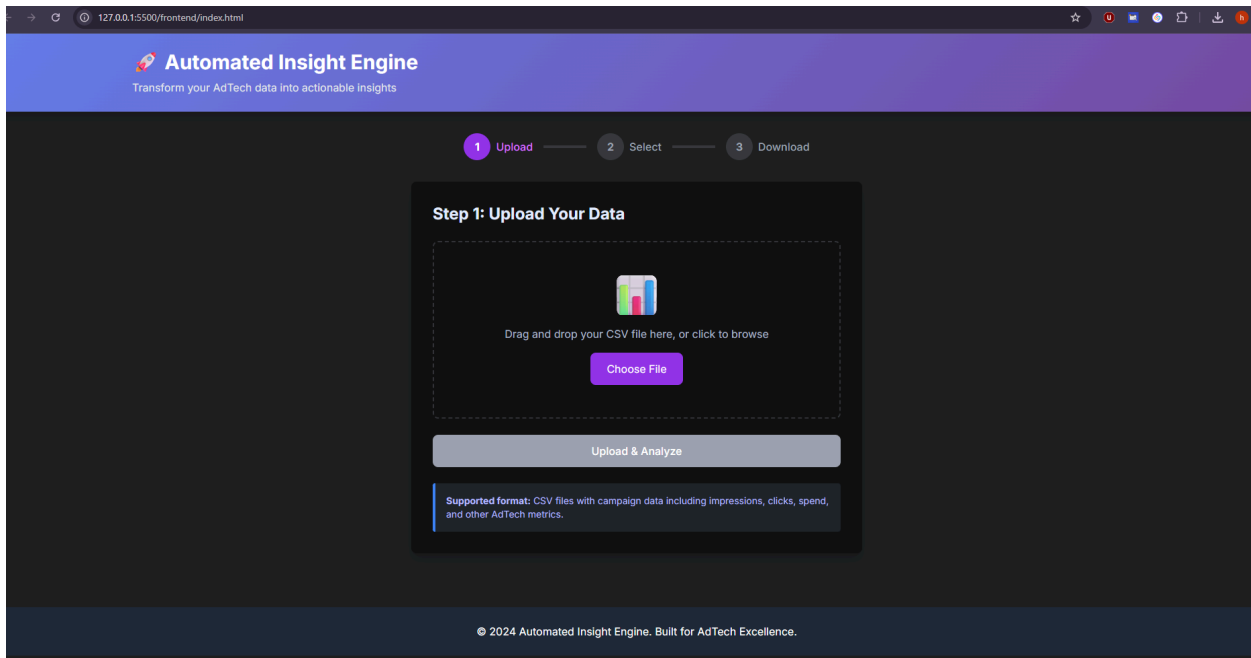 127.0.0.1:5500/frontend/index.html
🚀 Automated Insight Engine
Transform your AdTech data into actionable insights
1 Upload 2 Select 3 Download
Step 1: Upload Your Data
Drag and drop your CSV file here, or click to browse
Choose File
Upload & Analyze
Supported format: CSV files with campaign data including impressions, clicks, spend,
and other AdTech metrics.
© 2024 Automated Insight Engine. Built for AdTech Excellence.